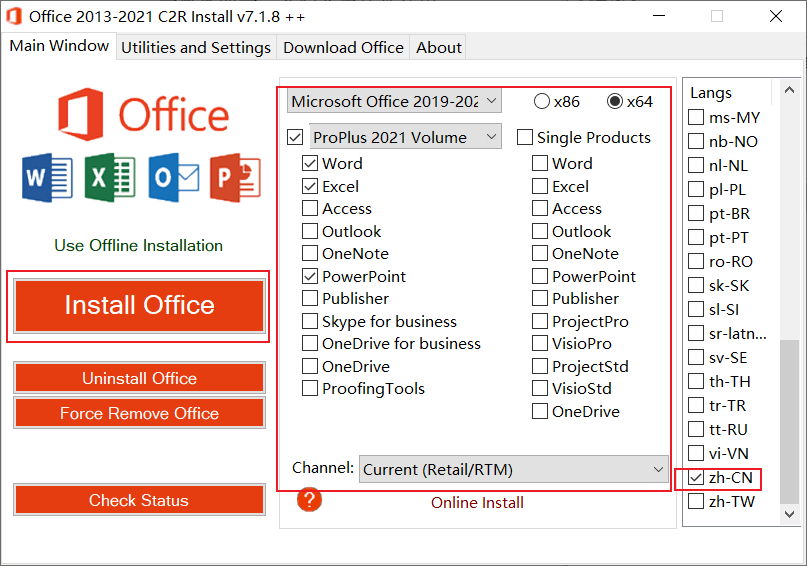 Office 2013-2021 C2R Install v7.1.8 ++
Main Window Utilities and Settings Download Office About
Office
W X O P
Use Offline Installation
Install Office
Uninstall Office
Force Remove Office
Check Status
Microsoft Office 2019-202 x86 x64
ProPlus 2021 Volume Single Products
Word
Excel
Access
Outlook
OneNote
PowerPoint
Publisher
Skype for business
OneDrive for business
OneDrive
ProofingTools
Word
Excel
Access
Outlook
OneNote
PowerPoint
Publisher
ProjectPro
VisioPro
ProjectStd
VisioStd
OneDrive
Channel: Current (Retail/RTM)
? Online Install
Langs
ms-MY
nb-NO
nl-NL
pl-PL
pt-BR
pt-PT
ro-RO
sk-SK
sl-SI
sr-latn...
sv-SE
th-TH
tr-TR
tt-RU
vi-VN
zh-CN
zh-TW